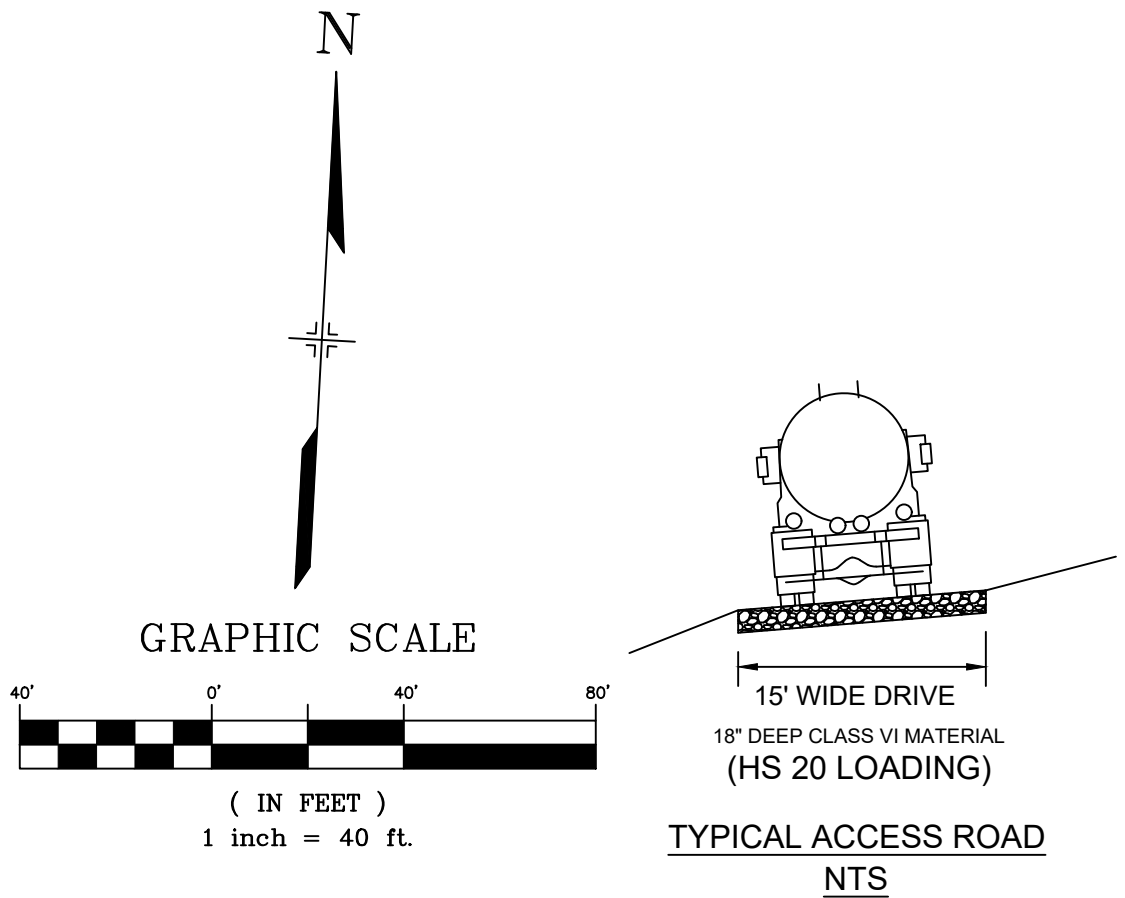 N
GRAPHIC SCALE
40' 0' 40' 80'
( IN FEET )
1 inch = 40 ft.
15' WIDE DRIVE
18" DEEP CLASS VI MATERIAL
(HS 20 LOADING)
TYPICAL ACCESS ROAD
NTS